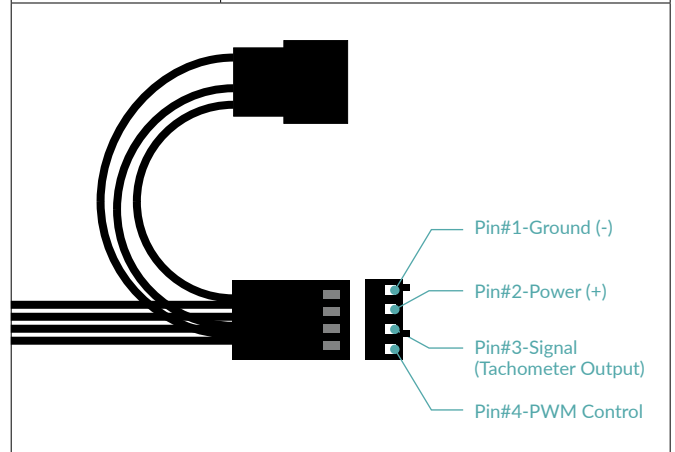 Pin#1-Ground (-)
Pin#2-Power (+)
Pin#3-Signal
(Tachometer Output)
Pin#4-PWM Control